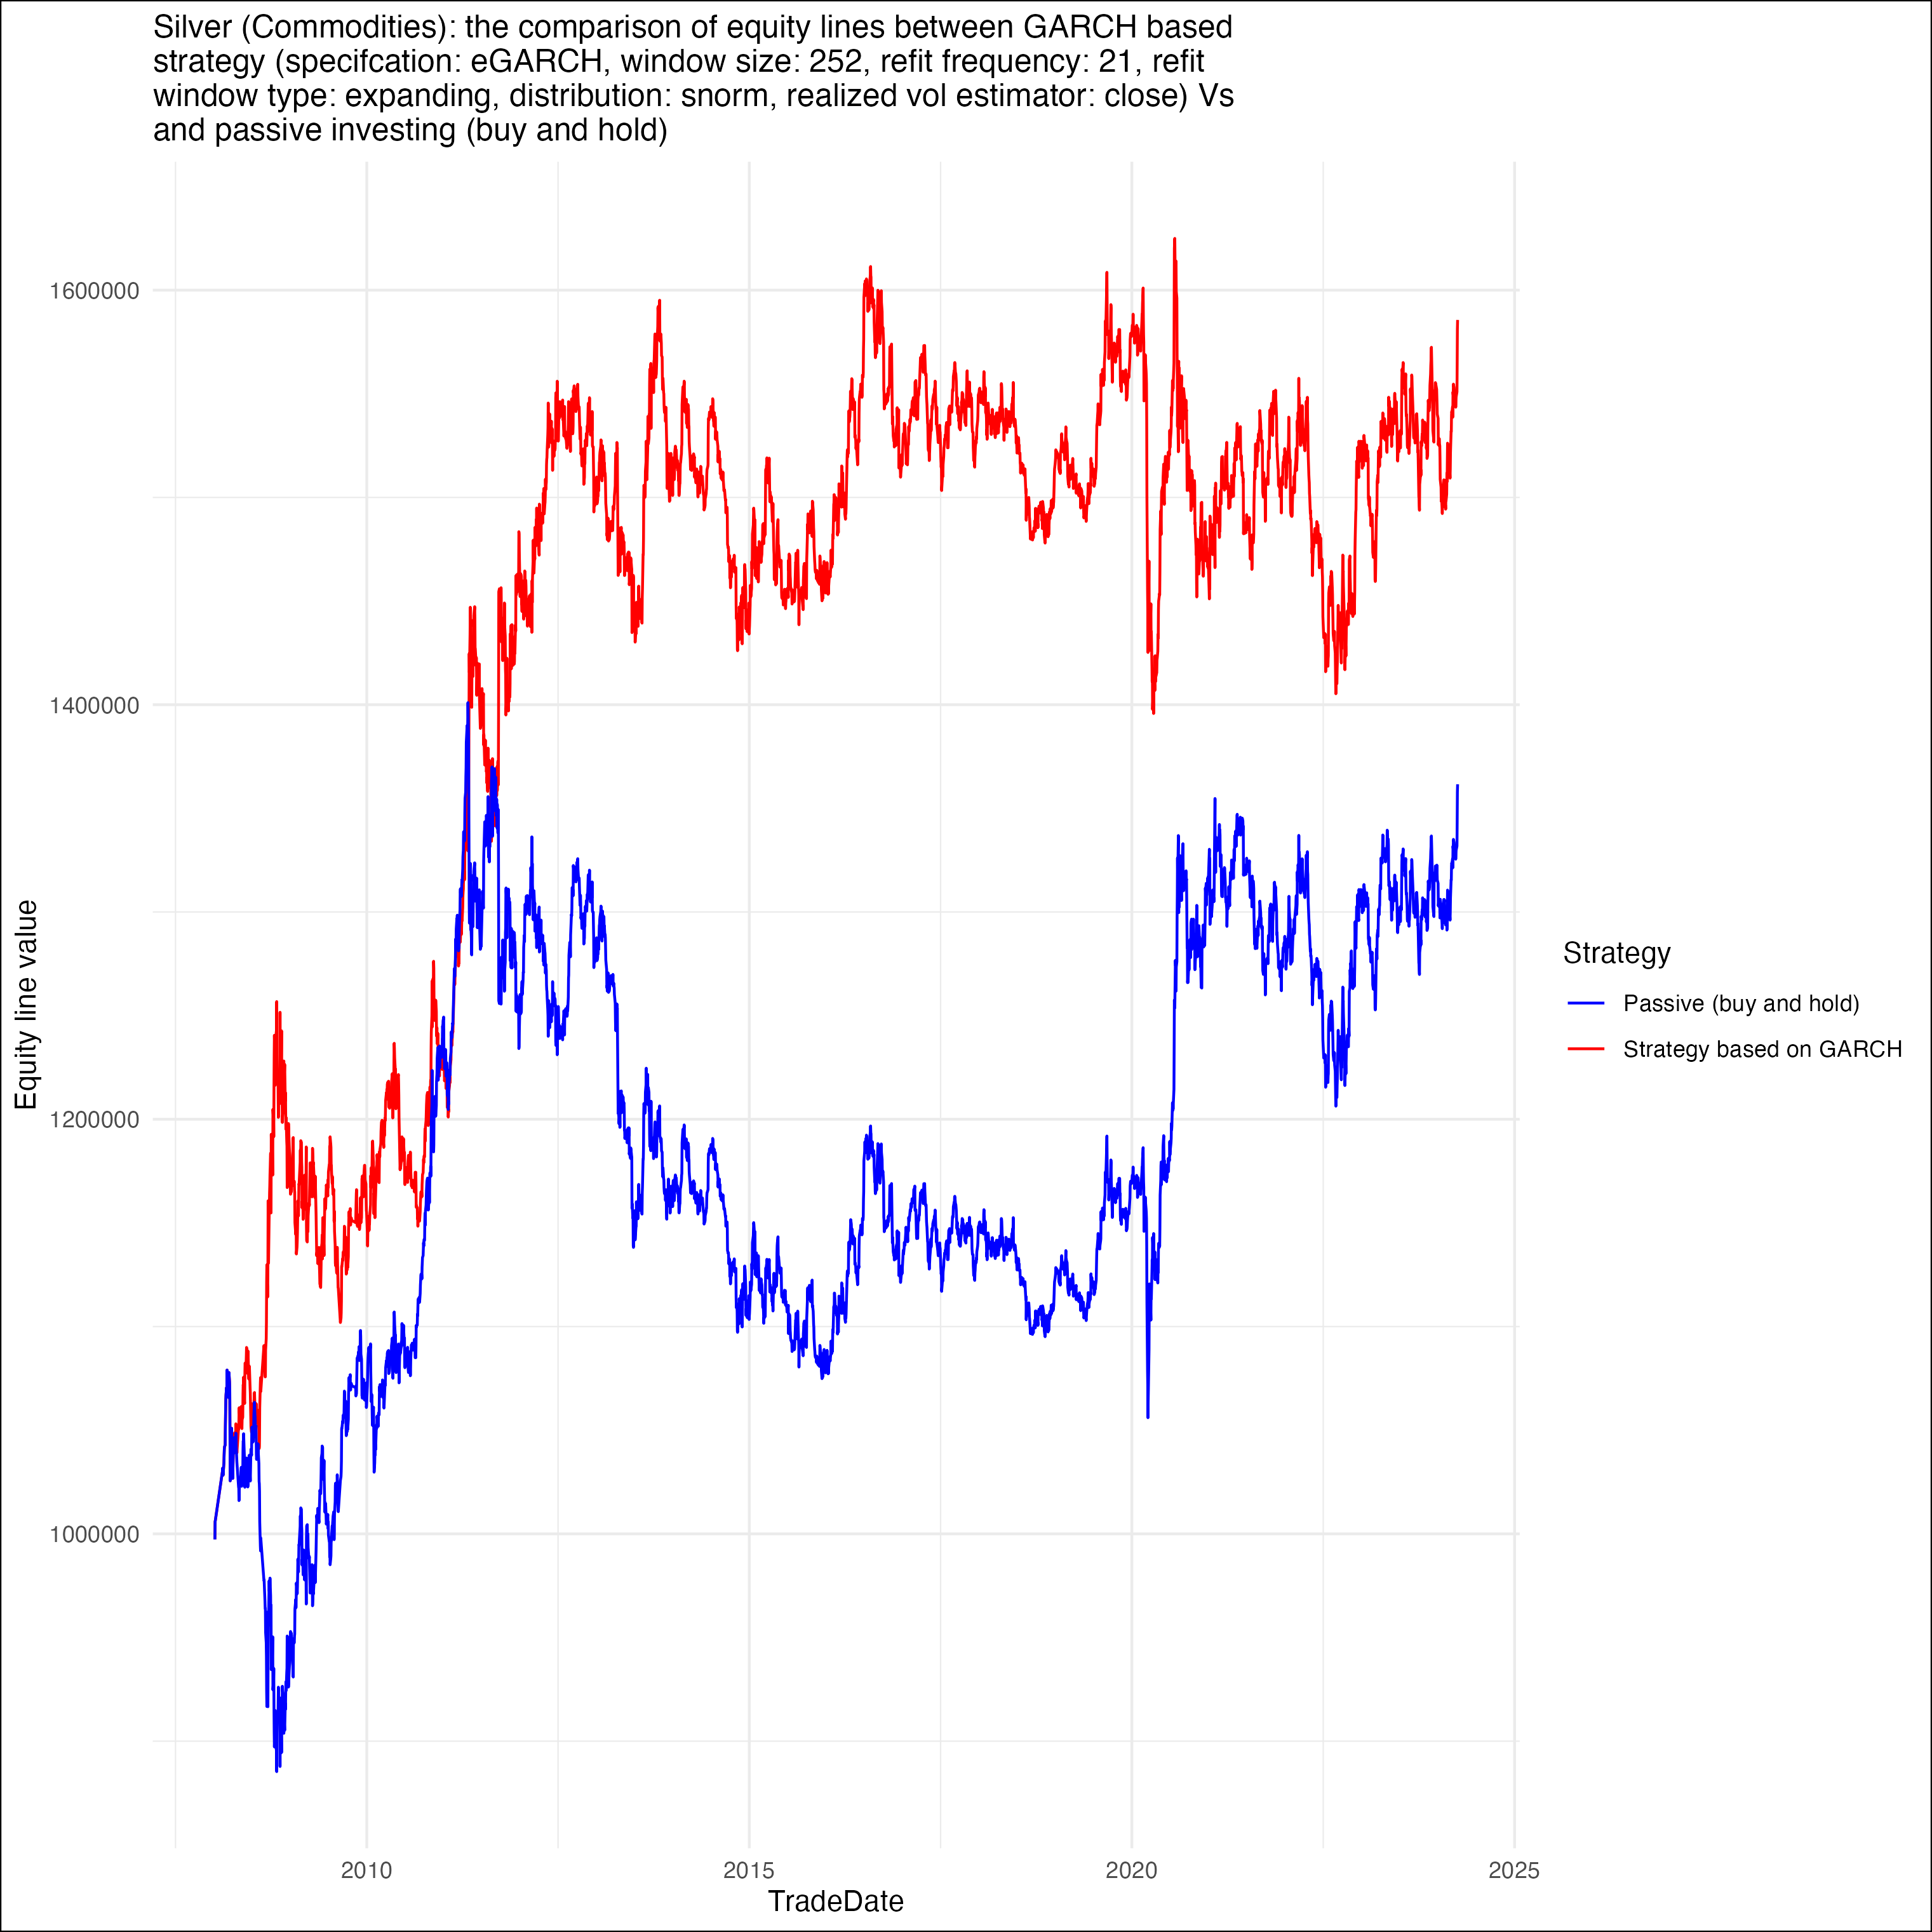 Silver (Commodities): the comparison of equity lines between GARCH based
strategy (specifcation: eGARCH, window size: 252, refit frequency: 21, refit
window type: expanding, distribution: snorm, realized vol estimator: close) Vs
and passive investing (buy and hold)
1600000
1400000
1200000
1000000
Equity line value
2010
2015
2020
2025
TradeDate
Strategy
Passive (buy and hold)
Strategy based on GARCH